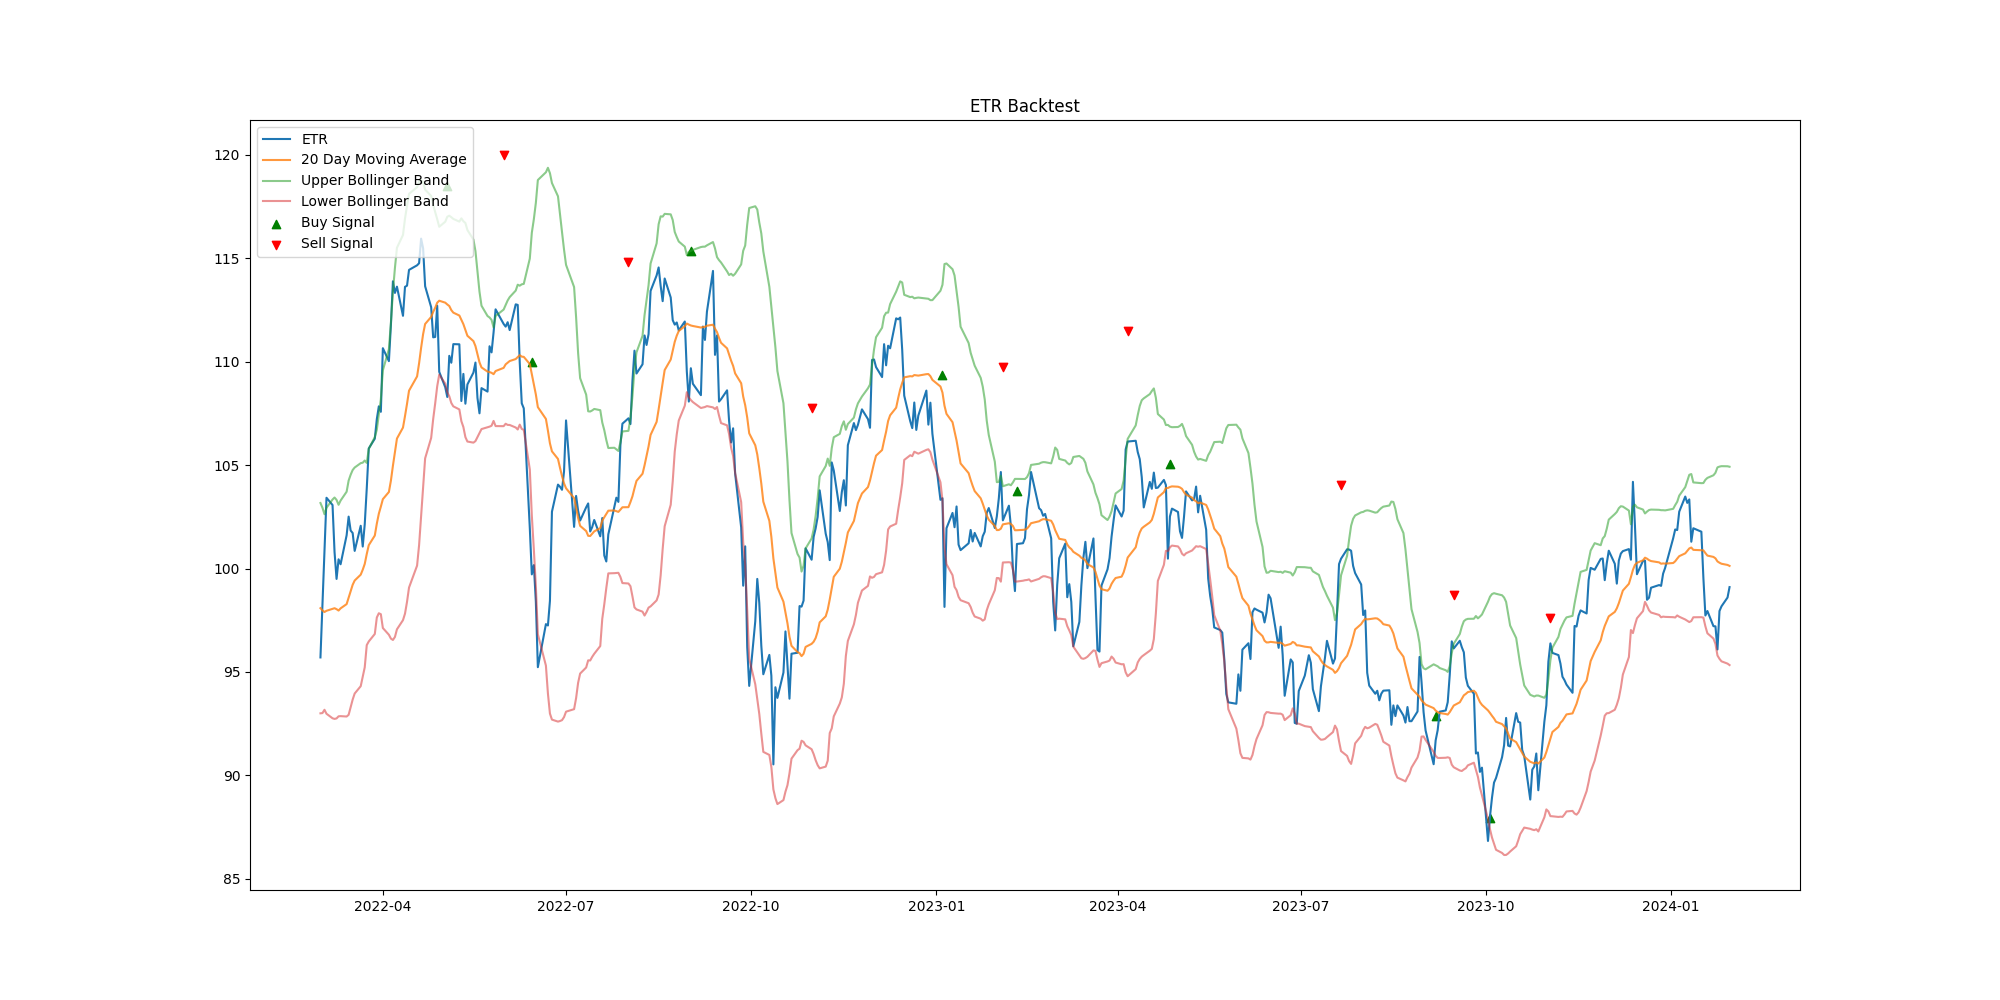 ETR Backtest
ETR
20 Day Moving Average
Upper Bollinger Band
Lower Bollinger Band
Buy Signal
Sell Signal
120
115
110
105
100
95
90
85
2022-04
2022-07
2022-10
2023-01
2023-04
2023-07
2023-10
2024-01